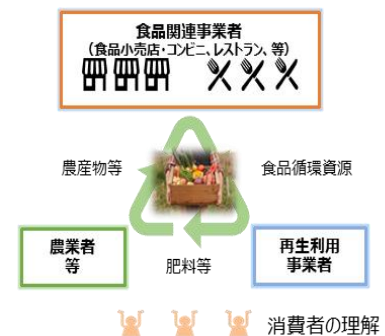 食品関連事業者
（食品小売店・コンビニ、レストラン、等）
農産物等
食品循環資源
農業者
等
肥料等
再生利用
事業者
消費者の理解